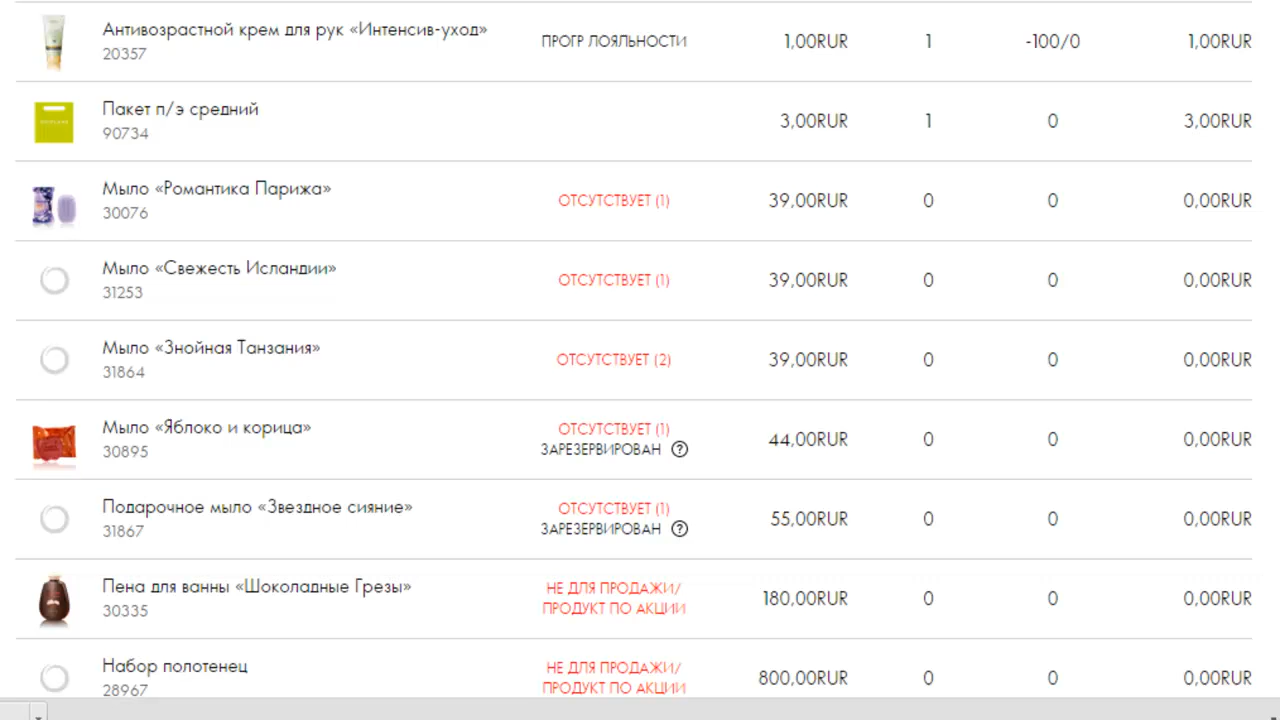 Антивозрастной крем для рук «Интенсив-уход»
20357
ПРОГР ЛОЯЛЬНОСТИ
1,00RUR
1
-100/0
1,00RUR
Пакет п/э средний
90734
3,00RUR
1
0
3,00RUR
Мыло «Романтика Парижа»
30076
ОТСУТСТВУЕТ (1)
39,00RUR
0
0
0,00RUR
Мыло «Свежесть Исландии»
31253
ОТСУТСТВУЕТ (1)
39,00RUR
0
0
0,00RUR
Мыло «Знойная Танзания»
31864
ОТСУТСТВУЕТ (2)
39,00RUR
0
0
0,00RUR
Мыло «Яблоко и корица»
30895
ОТСУТСТВУЕТ (1)
ЗАРЕЗЕРВИРОВАН ?
44,00RUR
0
0
0,00RUR
Подарочное мыло «Звездное сияние»
31867
ОТСУТСТВУЕТ (1)
ЗАРЕЗЕРВИРОВАН ?
55,00RUR
0
0
0,00RUR
Пена для ванны «Шоколадные Грезы»
30335
НЕ ДЛЯ ПРОДАЖИ/
ПРОДУКТ ПО АКЦИИ
180,00RUR
0
0
0,00RUR
Набор полотенец
28967
НЕ ДЛЯ ПРОДАЖИ/
ПРОДУКТ ПО АКЦИИ
800,00RUR
0
0
0,00RUR